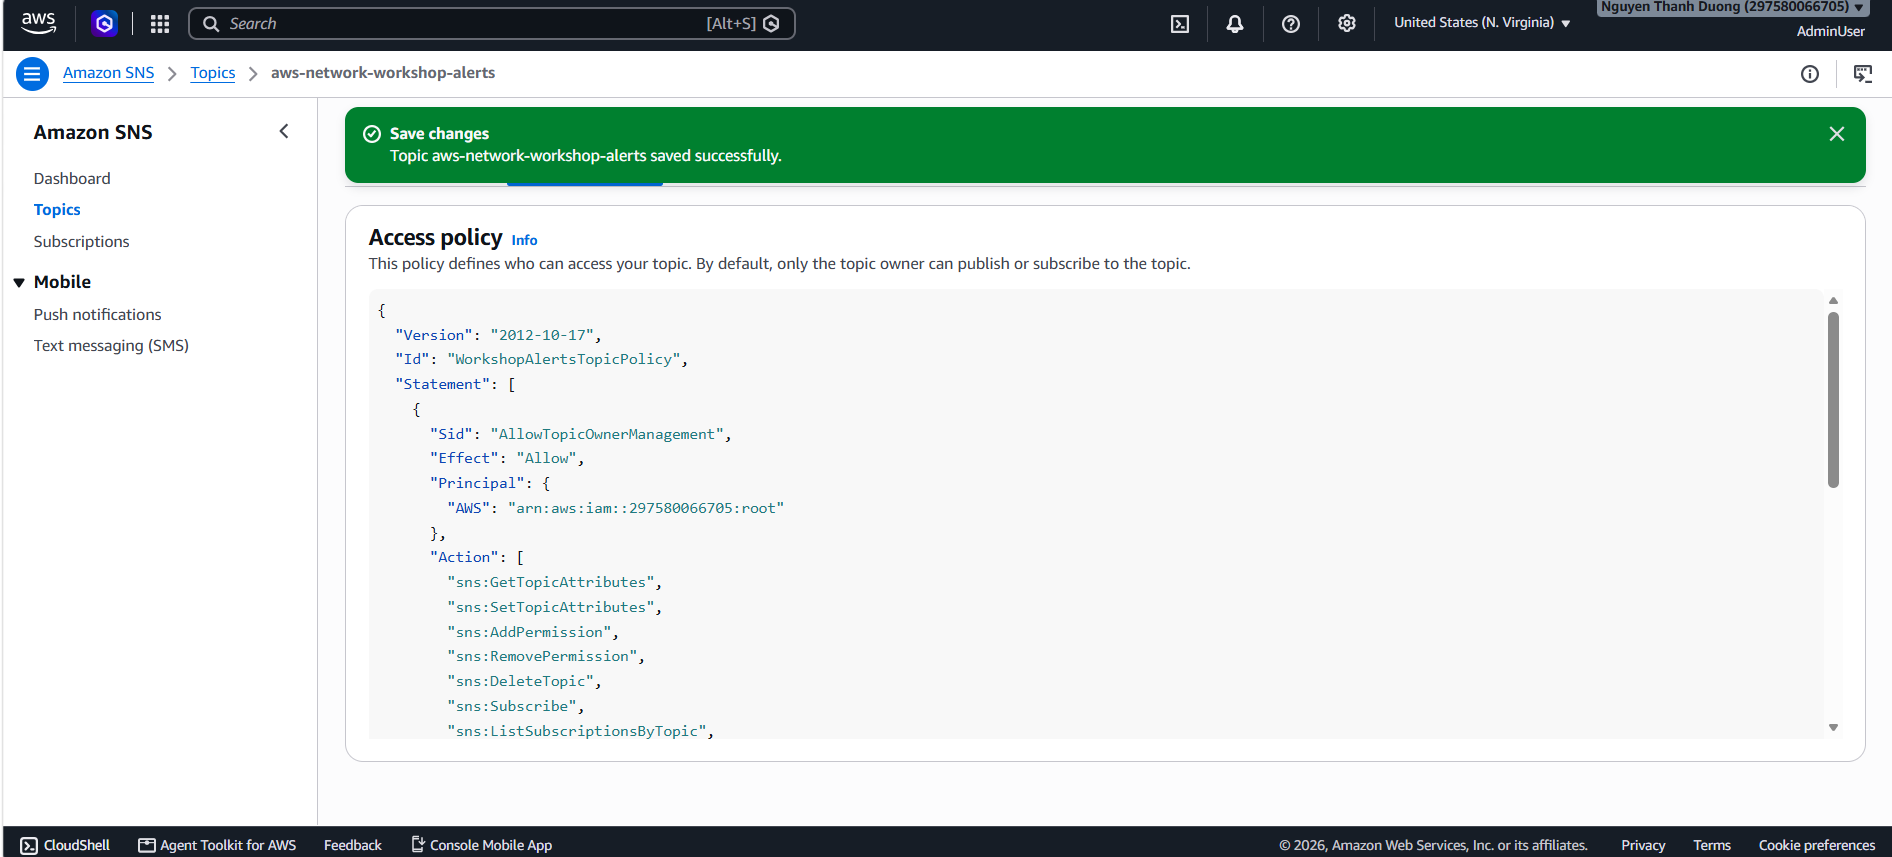 aws
Search
[Alt+S]
United States (N. Virginia)
Nguyen Thanh Duong (297580066705)
AdminUser
Amazon SNS
Topics
aws-network-workshop-alerts
Amazon SNS
Dashboard
Topics
Subscriptions
Mobile
Push notifications
Text messaging (SMS)
Save changes
Topic aws-network-workshop-alerts saved successfully.
Access policy Info
This policy defines who can access your topic. By default, only the topic owner can publish or subscribe to the topic.
{
"Version": "2012-10-17",
"Id": "WorkshopAlertsTopicPolicy",
"Statement": [
{
"Sid": "AllowTopicOwnerManagement",
"Effect": "Allow",
"Principal": {
"AWS": "arn:aws:iam::297580066705:root"
},
"Action": [
"sns:GetTopicAttributes",
"sns:SetTopicAttributes",
"sns:AddPermission",
"sns:RemovePermission",
"sns:DeleteTopic",
"sns:Subscribe",
"sns:ListSubscriptionsByTopic",
CloudShell
Agent Toolkit for AWS
Feedback
Console Mobile App
© 2026, Amazon Web Services, Inc. or its affiliates.
Privacy
Terms
Cookie preferences